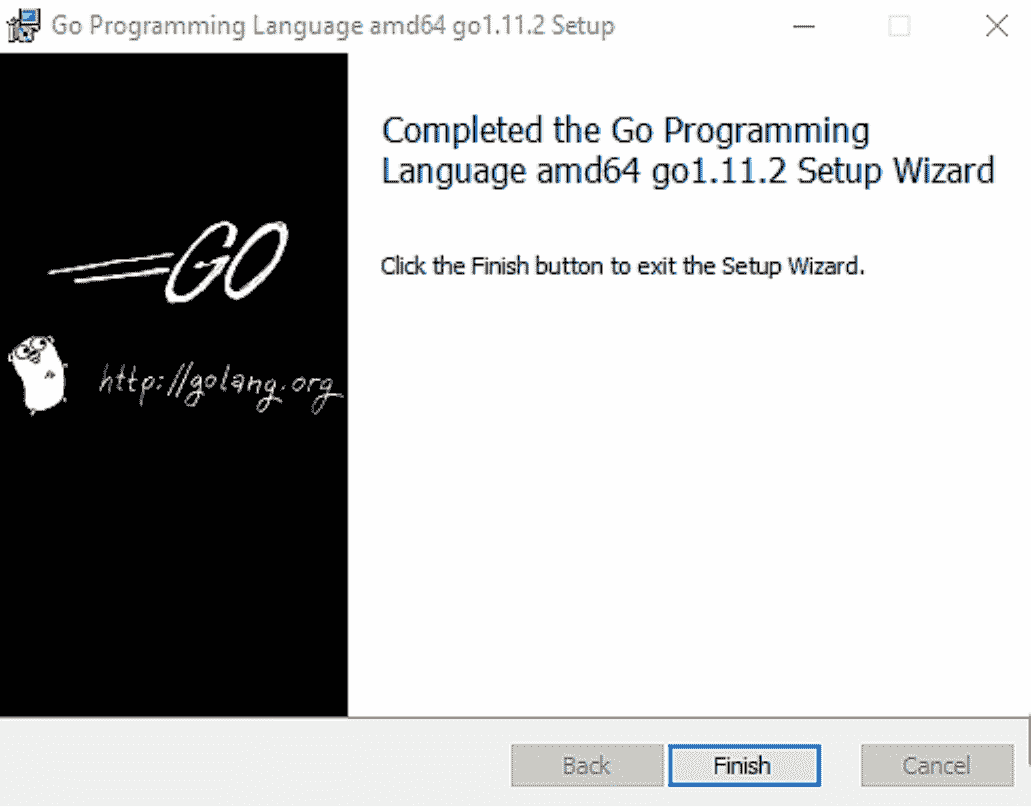 Go Programming Language amd64 go1.11.2 Setup
Completed the Go Programming
Language amd64 go1.11.2 Setup Wizard
Click the Finish button to exit the Setup Wizard.
GO
http://golang.org
Back
Finish
Cancel